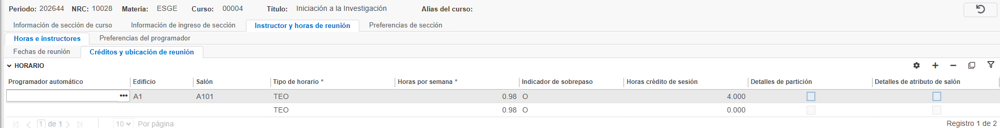 Periodo: 202644 NRC: 10028 Materia: ESGE Curso: 00004 Título: Iniciación a la Investigación Alias del curso:
Información de sección de curso Información de ingreso de sección Instructor y horas de reunión Preferencias de sección
Horas e instructores Preferencias del programador
Fechas de reunión Créditos y ubicación de reunión
HORARIO
Programador automático Edificio Salón Tipo de horario * Horas por semana * Indicador de sobrepaso Horas crédito de sesión Detalles de partición Detalles de atributo de salón
A1 A101 TEO 0.98 O 4.000
TEO 0.98 O 0.000
1 de 1 10 Por página Registro 1 de 2